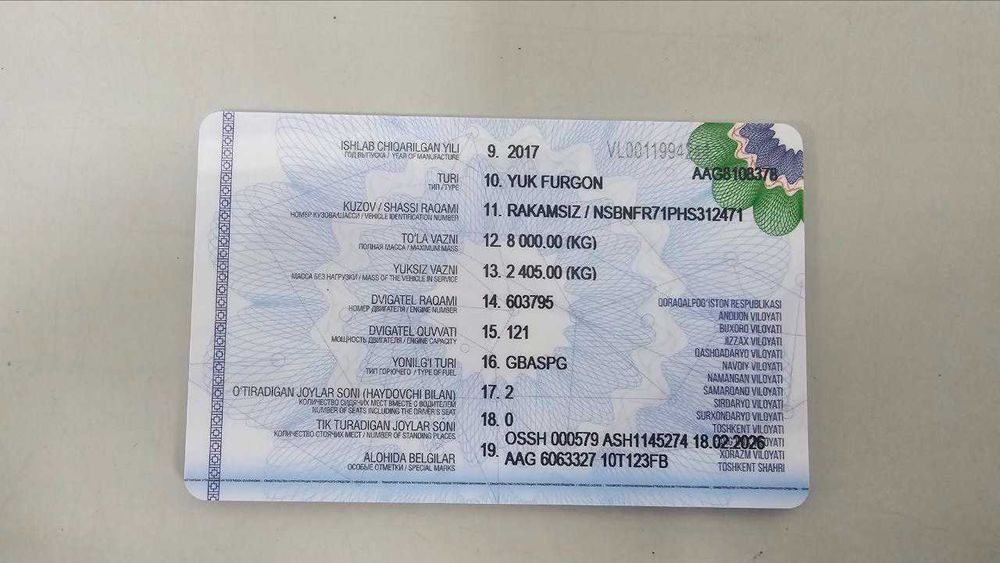 ISHLAB CHIQARILGAN YILI 9. 2017
ГОД ВЫПУСКА / YEAR OF MANUFACTURE
AAG8108378
TURI 10. YUK FURGON
ТИП / TYPE
KUZOV / SHASSI RAQAMI 11. RAKAMSIZ / NSBNFR71PHS312471
НОМЕР КУЗОВА/ШАССИ / VEHICLE IDENTIFICATION NUMBER
TO'LA VAZNI 12. 8 000.00 (KG)
ПОЛНАЯ МАССА / MAXIMUM MASS
YUKSIZ VAZNI 13. 2 405.00 (KG)
МАССА БЕЗ НАГРУЗКИ / MASS OF THE VEHICLE IN SERVICE
DVIGATEL RAQAMI 14. 603795
НОМЕР ДВИГАТЕЛЯ / ENGINE NUMBER
DVIGATEL QUVVATI 15. 121
МОЩНОСТЬ ДВИГАТЕЛЯ / ENGINE CAPACITY
YONILG'I TURI 16. GBASPG
ТИП ГОРЮЧЕГО / TYPE OF FUEL
O'TIRADIGAN JOYLAR SONI (HAYDOVCHI BILAN) 17. 2
КОЛИЧЕСТВО СИДЯЧИХ МЕСТ ВМЕСТЕ С ВОДИТЕЛЕМ
NUMBER OF SEATS INCLUDING THE DRIVER'S SEAT
TIK TURADIGAN JOYLAR SONI 18. 0
КОЛИЧЕСТВО СТОЯЧИХ МЕСТ / NUMBER OF STANDING PLACES
ALOHIDA BELGILAR 19. OSSH 000579 ASH1145274 18.02.2026
ОСОБЫЕ ОТМЕТКИ / SPECIAL MARKS
AAG 6063327 10T123FB
QORAQALPOG'ISTON RESPUBLIKASI
ANDIJON VILOYATI
BUXORO VILOYATI
JIZZAX VILOYATI
QASHQADARYO VILOYATI
NAVOIY VILOYATI
NAMANGAN VILOYATI
SAMARQAND VILOYATI
SIRDARYO VILOYATI
SURXONDARYO VILOYATI
TOSHKENT VILOYATI
XORAZM VILOYATI
TOSHKENT SHAHRI